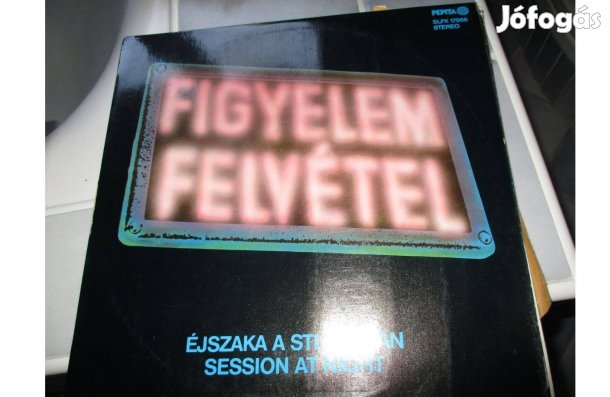 Jófogás
PEPITA
SLPX 17566
STEREO
FIGYELEM
FELVÉTEL
ÉJSZAKA A
SESSION AT NIGHT